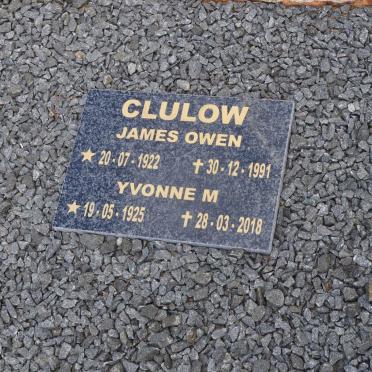 CLULOW
JAMES OWEN
★ 20 - 07 - 1922 ✝ 30 - 12 - 1991
YVONNE M
★ 19 - 05 - 1925 ✝ 28 - 03 - 2018